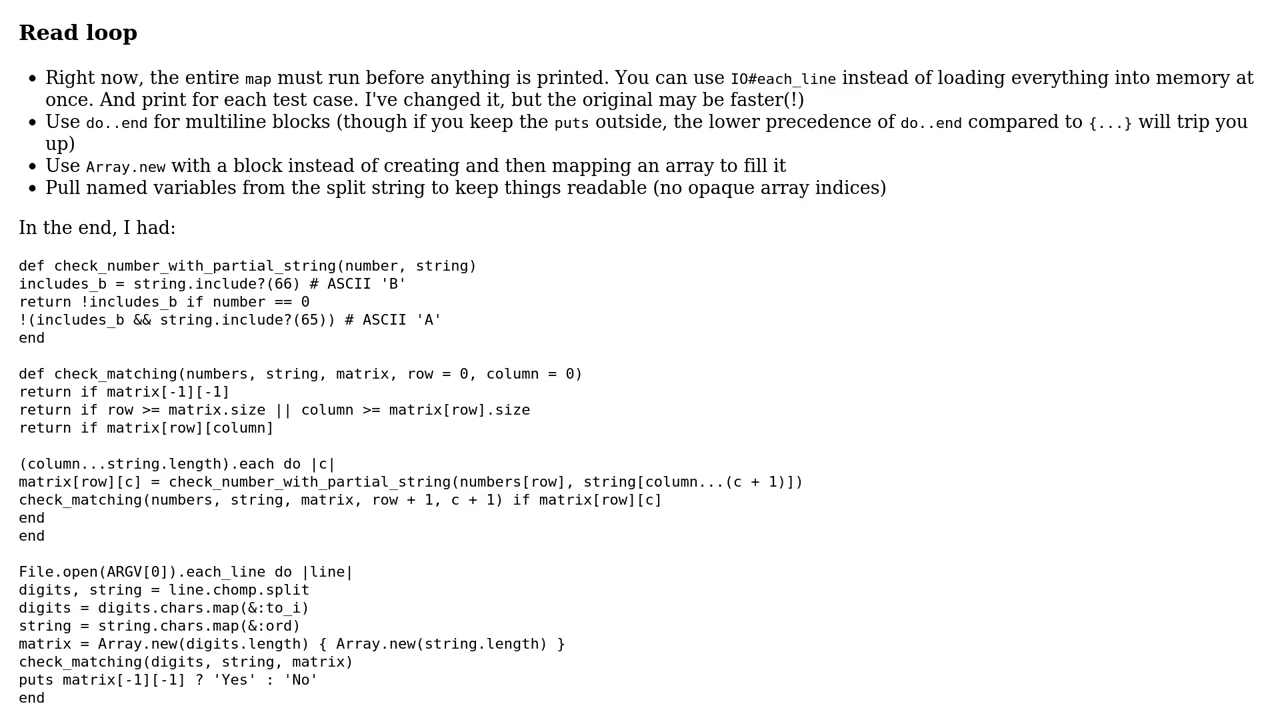 Read loop
Right now, the entire map must run before anything is printed. You can use IO#each_line instead of loading everything into memory at
once. And print for each test case. I've changed it, but the original may be faster(!)
Use do..end for multiline blocks (though if you keep the puts outside, the lower precedence of do..end compared to {...} will trip you
up)
Use Array.new with a block instead of creating and then mapping an array to fill it
Pull named variables from the split string to keep things readable (no opaque array indices)
In the end, I had:
def check_number_with_partial_string(number, string)
includes_b = string.include?(66) # ASCII 'B'
return !includes_b if number == 0
!(includes_b && string.include?(65)) # ASCII 'A'
end
def check_matching(numbers, string, matrix, row = 0, column = 0)
return if matrix[-1][-1]
return if row >= matrix.size || column >= matrix[row].size
return if matrix[row][column]
(column...string.length).each do |c|
matrix[row][c] = check_number_with_partial_string(numbers[row], string[column...(c + 1)])
check_matching(numbers, string, matrix, row + 1, c + 1) if matrix[row][c]
end
end
File.open(ARGV[0]).each_line do |line|
digits, string = line.chomp.split
digits = digits.chars.map(&:to_i)
string = string.chars.map(&:ord)
matrix = Array.new(digits.length) { Array.new(string.length) }
check_matching(digits, string, matrix)
puts matrix[-1][-1] ? 'Yes' : 'No'
end